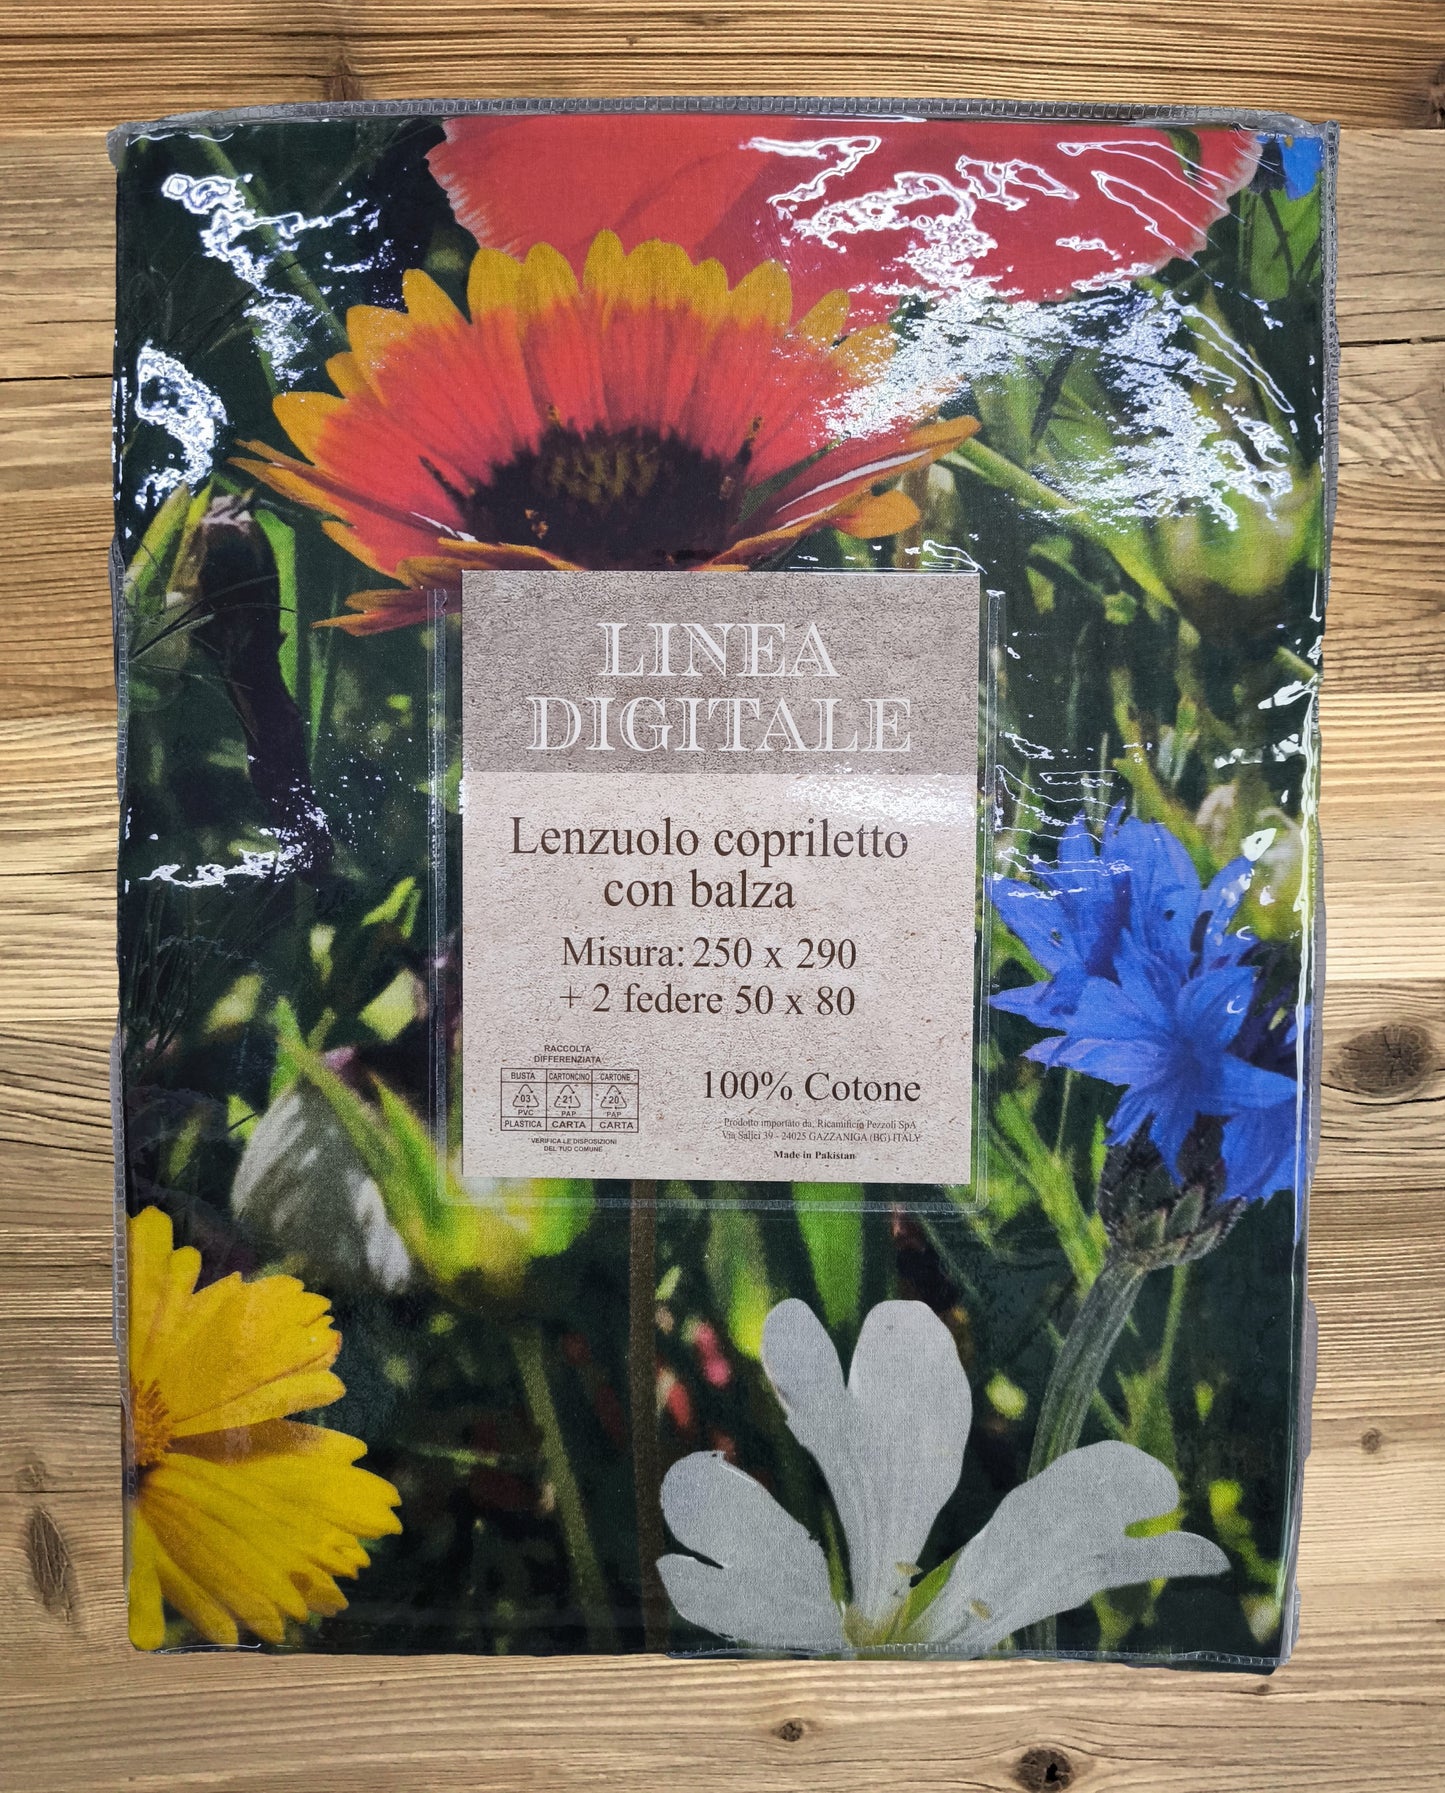 LINEA
DIGITALE
Lenzuolo copriletto
con balza
Misura: 250 x 290
+ 2 federe 50 x 80
RACCOLTA
DIFFERENZIATA
BUSTA CARTONCINO CARTONE
03 21 20
PVC PAP PAP
PLASTICA CARTA CARTA
VERIFICA LE DISPOSIZIONI
DEL TUO COMUNE
100% Cotone
Prodotto importato da: Ricamificio Pezzoli SpA
Via Salici 39 - 24025 GAZZANIGA (BG) ITALY
Made in Pakistan